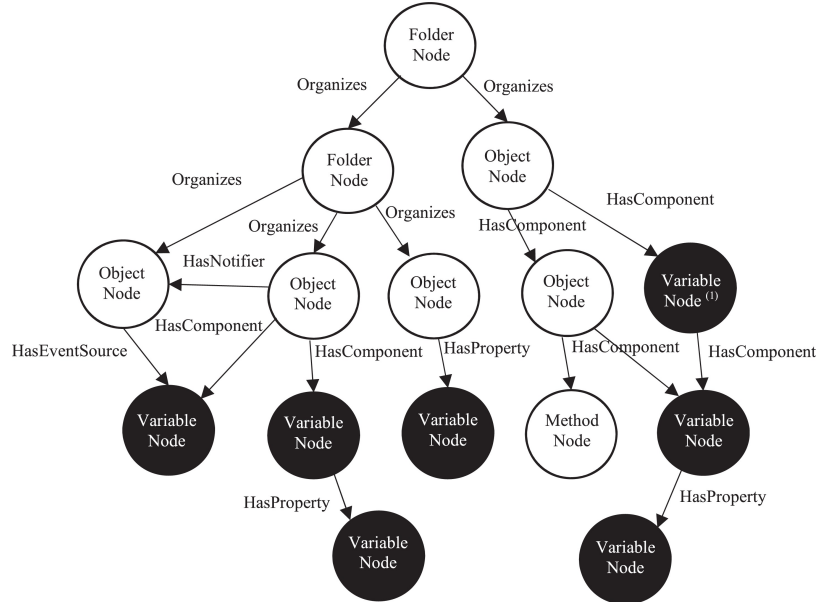 Folder
Node
Organizes
Organizes
Folder
Node
Object
Node
Organizes
HasComponent
Organizes
Organizes
HasComponent
Object
Node
HasNotifier
Object
Node
Object
Node
Object
Node
Variable
Node (1)
HasComponent
HasEventSource
HasComponent
HasProperty
HasComponent
HasComponent
Variable
Node
Variable
Node
Variable
Node
Method
Node
Variable
Node
HasProperty
HasProperty
Variable
Node
Variable
Node